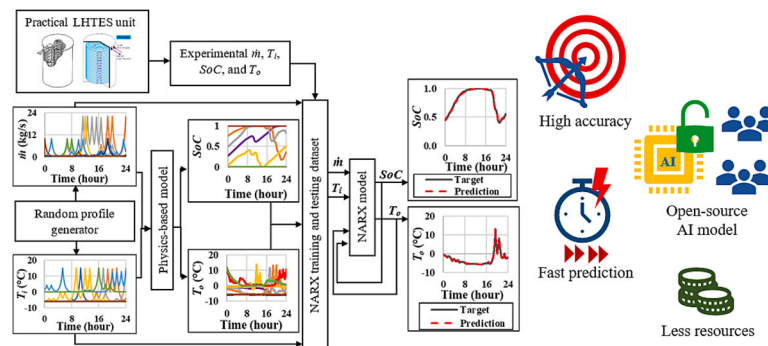 Practical LHTES unit
Experimental ṁ, Tᵢ,
SoC, and Tₒ
ṁ (kg/s)
24
16
8
0
0 8 16 24
Time (hour)
Random profile
generator
Tᵢ (°C)
20
10
0
-10
0 8 16 24
Time (hour)
Physics-based model
SoC
1
0.5
0
0 8 16 24
Time (hour)
Tₒ (°C)
20
10
0
-10
0 8 16 24
Time (hour)
NARX training and testing dataset
ṁ
Tᵢ
NARX model
SoC
Tₒ
SoC
1.0
0.5
0.0
0 8 16 24
Time (hour)
Target
Prediction
Tₒ (°C)
20
10
0
-10
0 8 16 24
Time (hour)
Target
Prediction
High accuracy
Fast prediction
AI
Open-source
AI model
Less resources